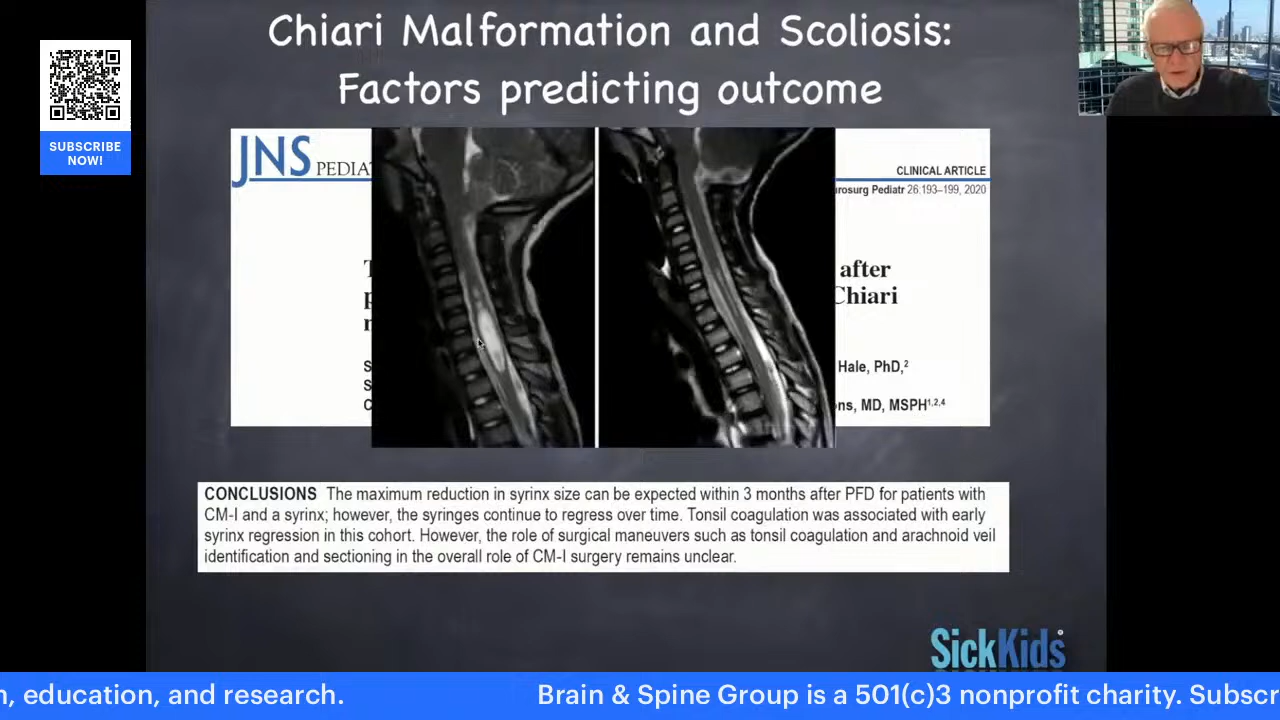 Chiari Malformation and Scoliosis:
Factors predicting outcome
SUBSCRIBE
NOW!
JNS PEDIA
CLINICAL ARTICLE
rosurg Pediatr 26:193–199, 2020
after
Chiari
Hale, PhD,2
ns, MD, MSPH1,2,4
CONCLUSIONS The maximum reduction in syrinx size can be expected within 3 months after PFD for patients with
CM-I and a syrinx; however, the syringes continue to regress over time. Tonsil coagulation was associated with early
syrinx regression in this cohort. However, the role of surgical maneuvers such as tonsil coagulation and arachnoid veil
identification and sectioning in the overall role of CM-I surgery remains unclear.
SickKids®
n, education, and research. Brain & Spine Group is a 501(c)3 nonprofit charity. Subscr